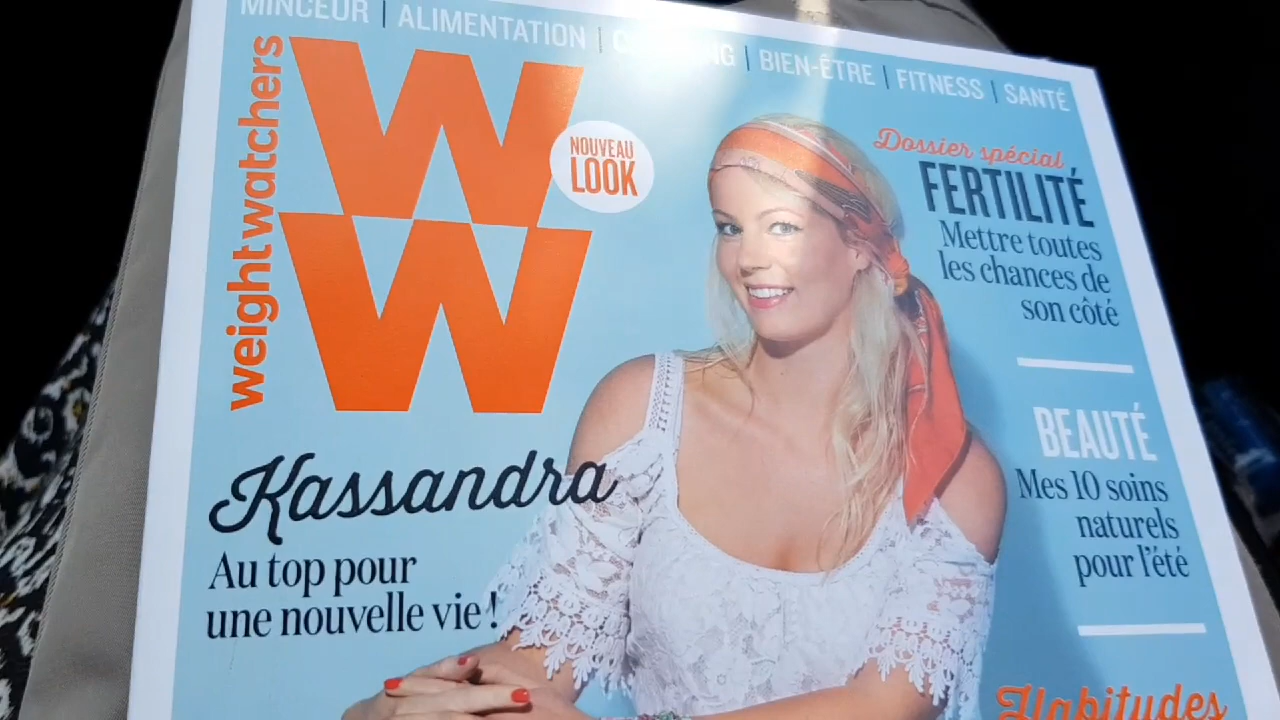 MINCEUR | ALIMENTATION | | BIEN-ÊTRE | FITNESS | SANTÉ
weightwatchers
W
W
NOUVEAU
LOOK
Dossier spécial
FERTILITÉ
Mettre toutes
les chances de
son côté
BEAUTÉ
Mes 10 soins
naturels
pour l'été
Kassandra
Au top pour
une nouvelle vie !
Habitudes